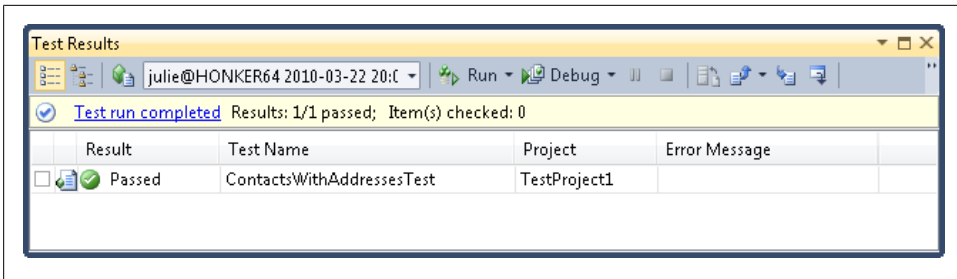 Test Results
julie@HONKER64 2010-03-22 20:( Run Debug
Test run completed Results: 1/1 passed; Item(s) checked: 0
Result Test Name Project Error Message
Passed ContactsWithAddressesTest TestProject1